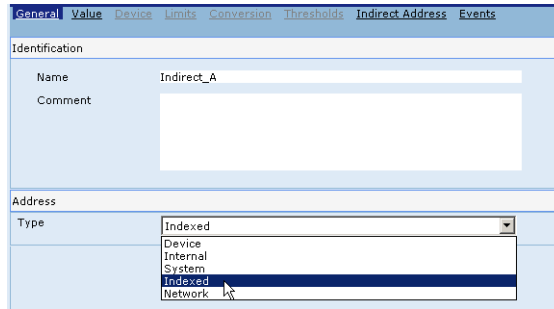 General Value Device Limits Conversion Thresholds Indirect Address Events
Identification
Name Indirect_A
Comment
Address
Type Indexed
Device
Internal
System
Indexed
Network